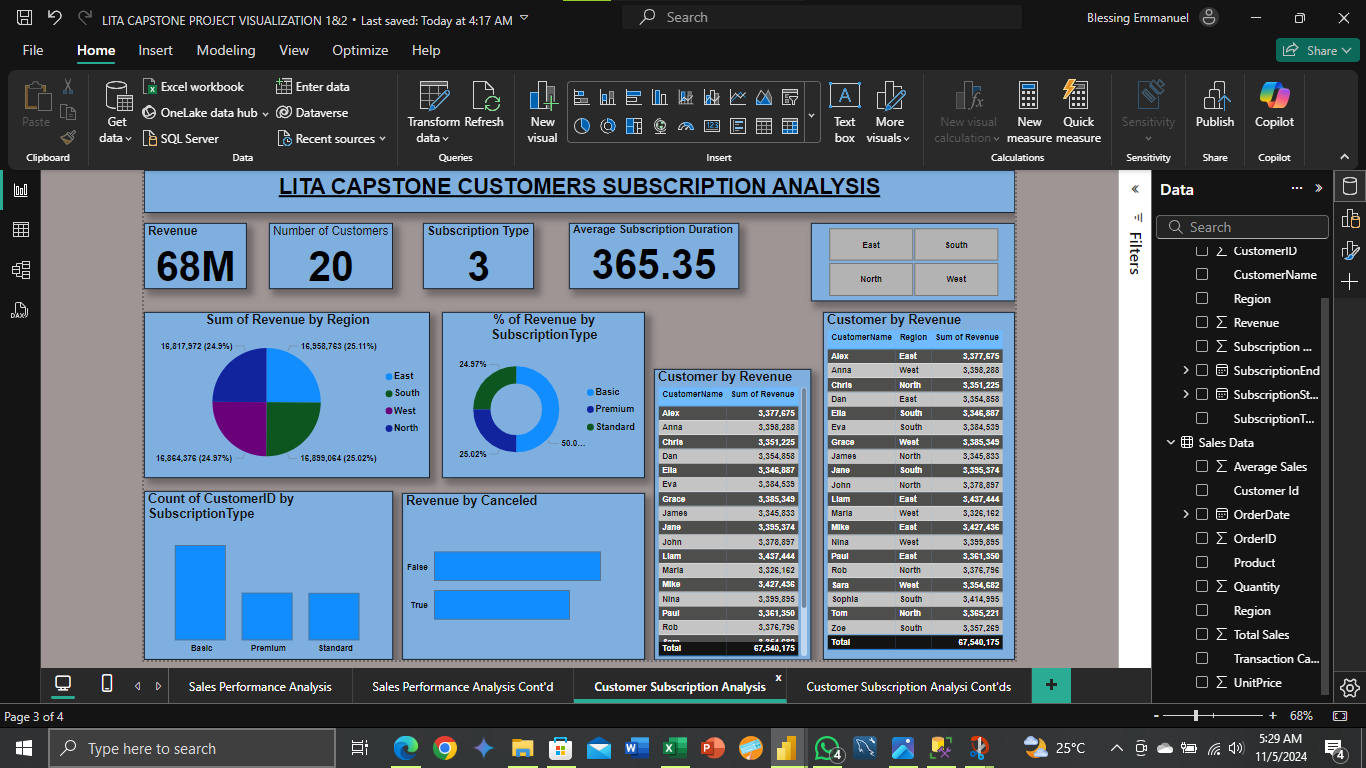 LITA CAPSTONE PROJECT VISUALIZATION 1&2 • Last saved: Today at 4:17 AM
Search
Blessing Emmanuel
File Home Insert Modeling View Optimize Help
Share
Paste
Clipboard
Get data
Excel workbook
OneLake data hub
SQL Server
Enter data
Dataverse
Recent sources
Data
Transform data
Refresh
Queries
New visual
Text box
More visuals
Insert
New visual calculation
New measure
Quick measure
Calculations
Sensitivity
Sensitivity
Publish
Share
Copilot
Copilot
LITA CAPSTONE CUSTOMERS SUBSCRIPTION ANALYSIS
Revenue
68M
Number of Customers
20
Subscription Type
3
Average Subscription Duration
365.35
East South
North West
Sum of Revenue by Region
16,817,972 (24.9%)
16,958,763 (25.11%)
16,864,376 (24.97%)
16,899,064 (25.02%)
East
South
West
North
% of Revenue by
SubscriptionType
24.97%
25.02%
50.0...
Basic
Premium
Standard
Count of CustomerID by
SubscriptionType
Basic Premium Standard
Revenue by Canceled
False
True
Customer by Revenue
CustomerName Sum of Revenue
Alex 3,377,675
Anna 3,398,288
Chris 3,351,225
Dan 3,354,858
Ella 3,346,887
Eva 3,384,539
Grace 3,385,349
James 3,345,833
Jane 3,395,374
John 3,378,897
Liam 3,437,444
Maria 3,326,162
Mike 3,427,436
Nina 3,399,895
Paul 3,361,350
Rob 3,376,796
Sara 3,354,682
Total 67,540,175
Customer by Revenue
CustomerName Region Sum of Revenue
Alex East 3,377,675
Anna West 3,398,288
Chris North 3,351,225
Dan East 3,354,858
Ella South 3,346,887
Eva South 3,384,539
Grace West 3,385,349
James North 3,345,833
Jane South 3,395,374
John North 3,378,897
Liam East 3,437,444
Maria West 3,326,162
Mike East 3,427,436
Nina West 3,399,895
Paul East 3,361,350
Rob North 3,376,796
Sara West 3,354,682
Sophia South 3,414,995
Tom North 3,365,221
Zoe South 3,357,269
Total 67,540,175
Filters
Data
Search
CustomerID
CustomerName
Region
Revenue
Subscription ...
SubscriptionEnd
SubscriptionSt...
SubscriptionT...
Sales Data
Average Sales
Customer Id
OrderDate
OrderID
Product
Quantity
Region
Total Sales
Transaction Ca...
UnitPrice
DAX
Sales Performance Analysis
Sales Performance Analysis Cont'd
Customer Subscription Analysis x
Customer Subscription Analysi Cont'ds
+
Page 3 of 4
- + 68%
Type here to search
4
25°C
5:29 AM
11/5/2024
4